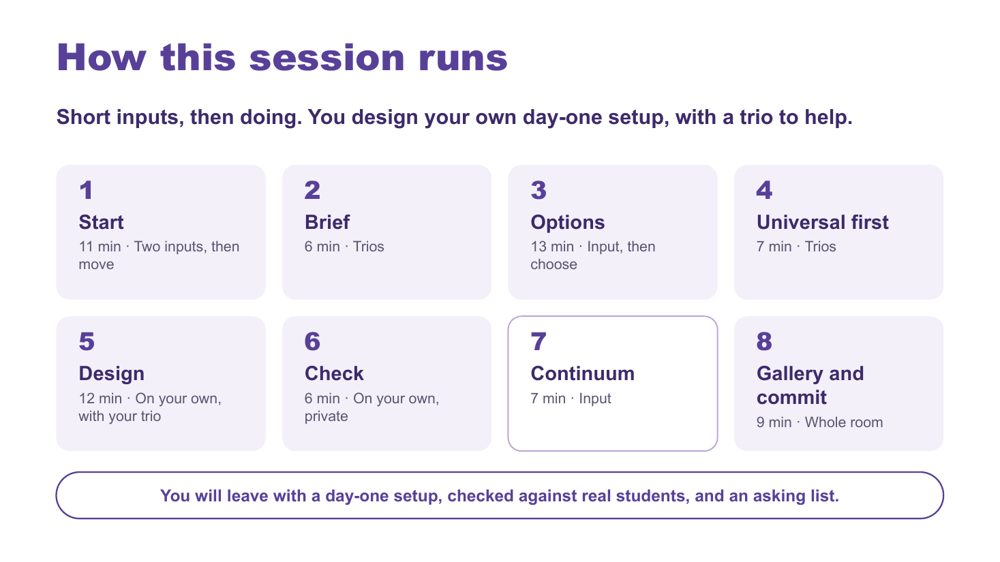 How this session runs
Short inputs, then doing. You design your own day-one setup, with a trio to help.
1
Start
11 min · Two inputs, then
move
2
Brief
6 min · Trios
3
Options
13 min · Input, then
choose
4
Universal first
7 min · Trios
5
Design
12 min · On your own,
with your trio
6
Check
6 min · On your own,
private
7
Continuum
7 min · Input
8
Gallery and
commit
9 min · Whole room
You will leave with a day-one setup, checked against real students, and an asking list.